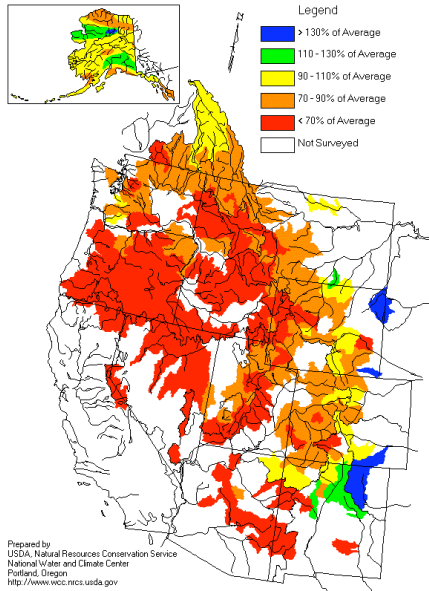 Legend
> 130% of Average
110 - 130% of Average
90 - 110% of Average
70 - 90% of Average
< 70% of Average
Not Surveyed
Prepared by
USDA, Natural Resources Conservation Service
National Water and Climate Center
Portland, Oregon
http://www.wcc.nrcs.usda.gov